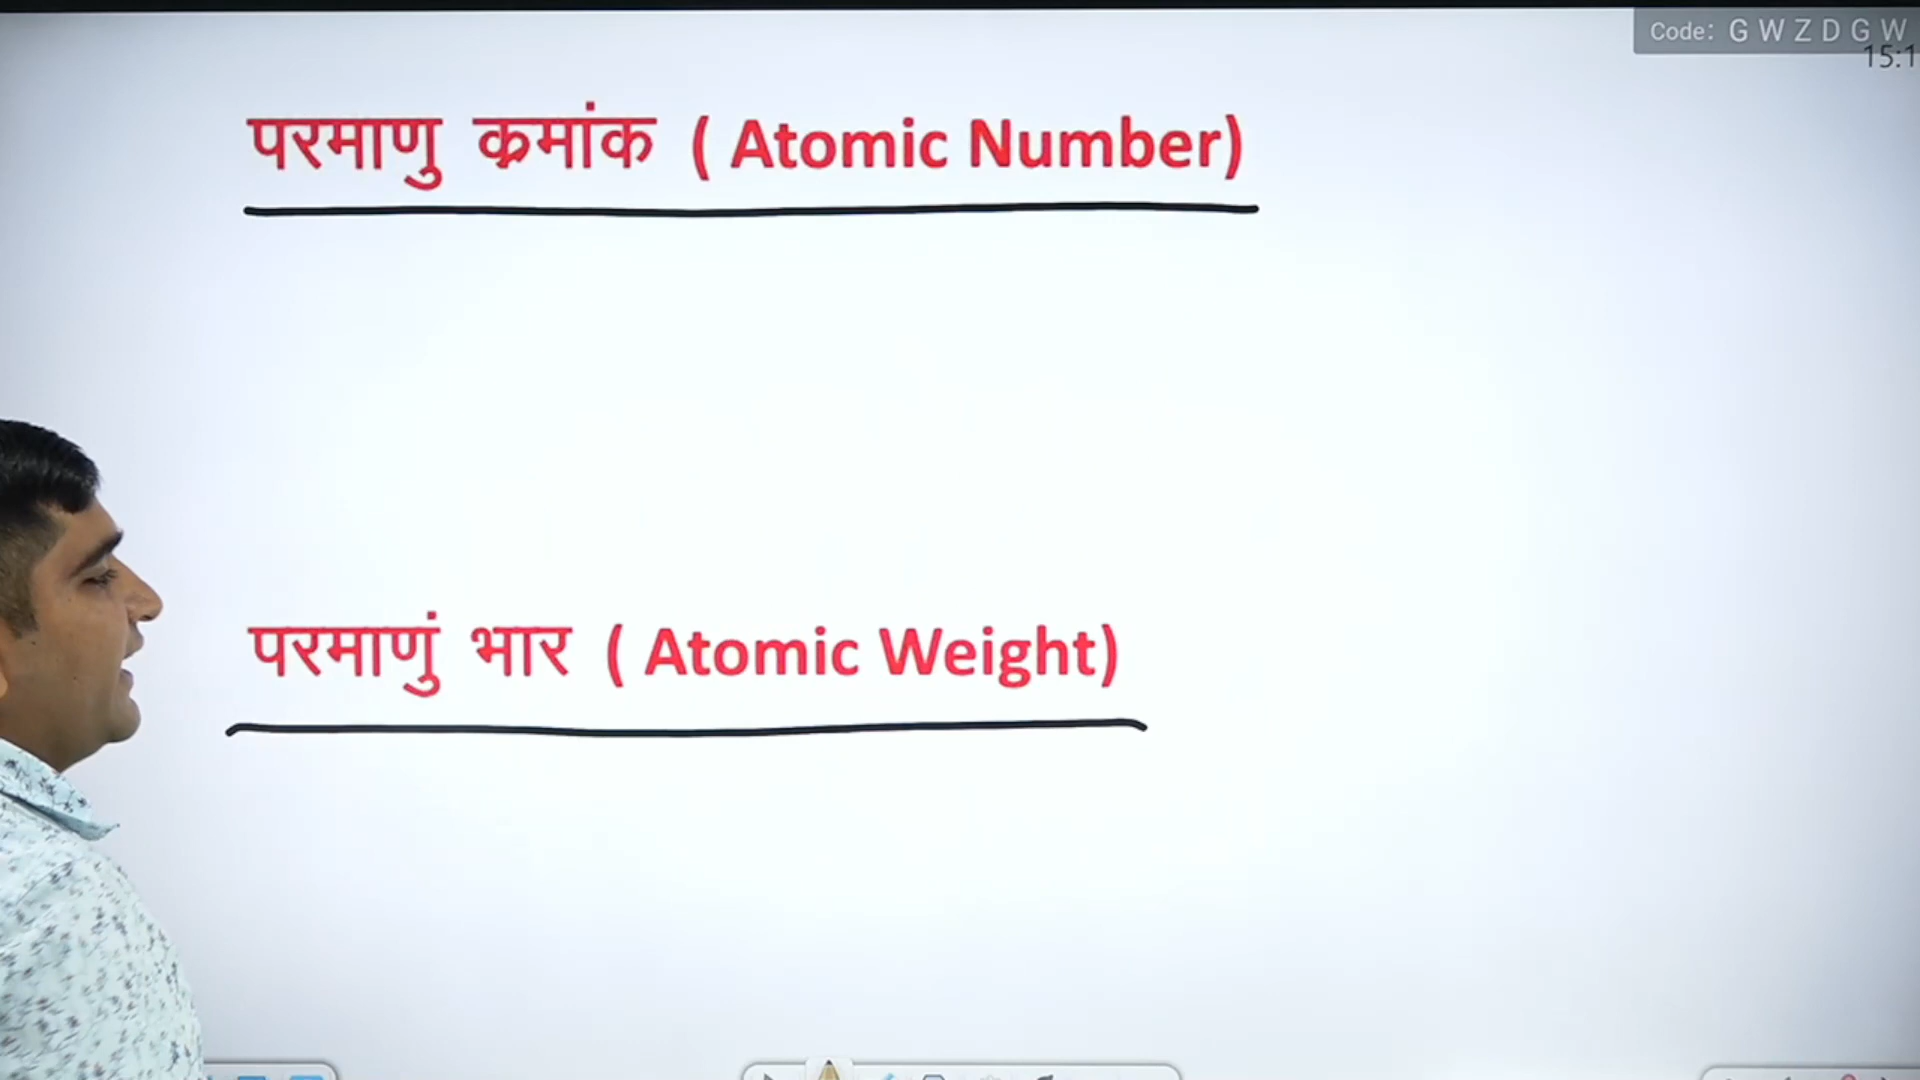 Code: G W Z D G W
15:1
परमाणु क्रमांक ( Atomic Number)
परमाणुं भार ( Atomic Weight)